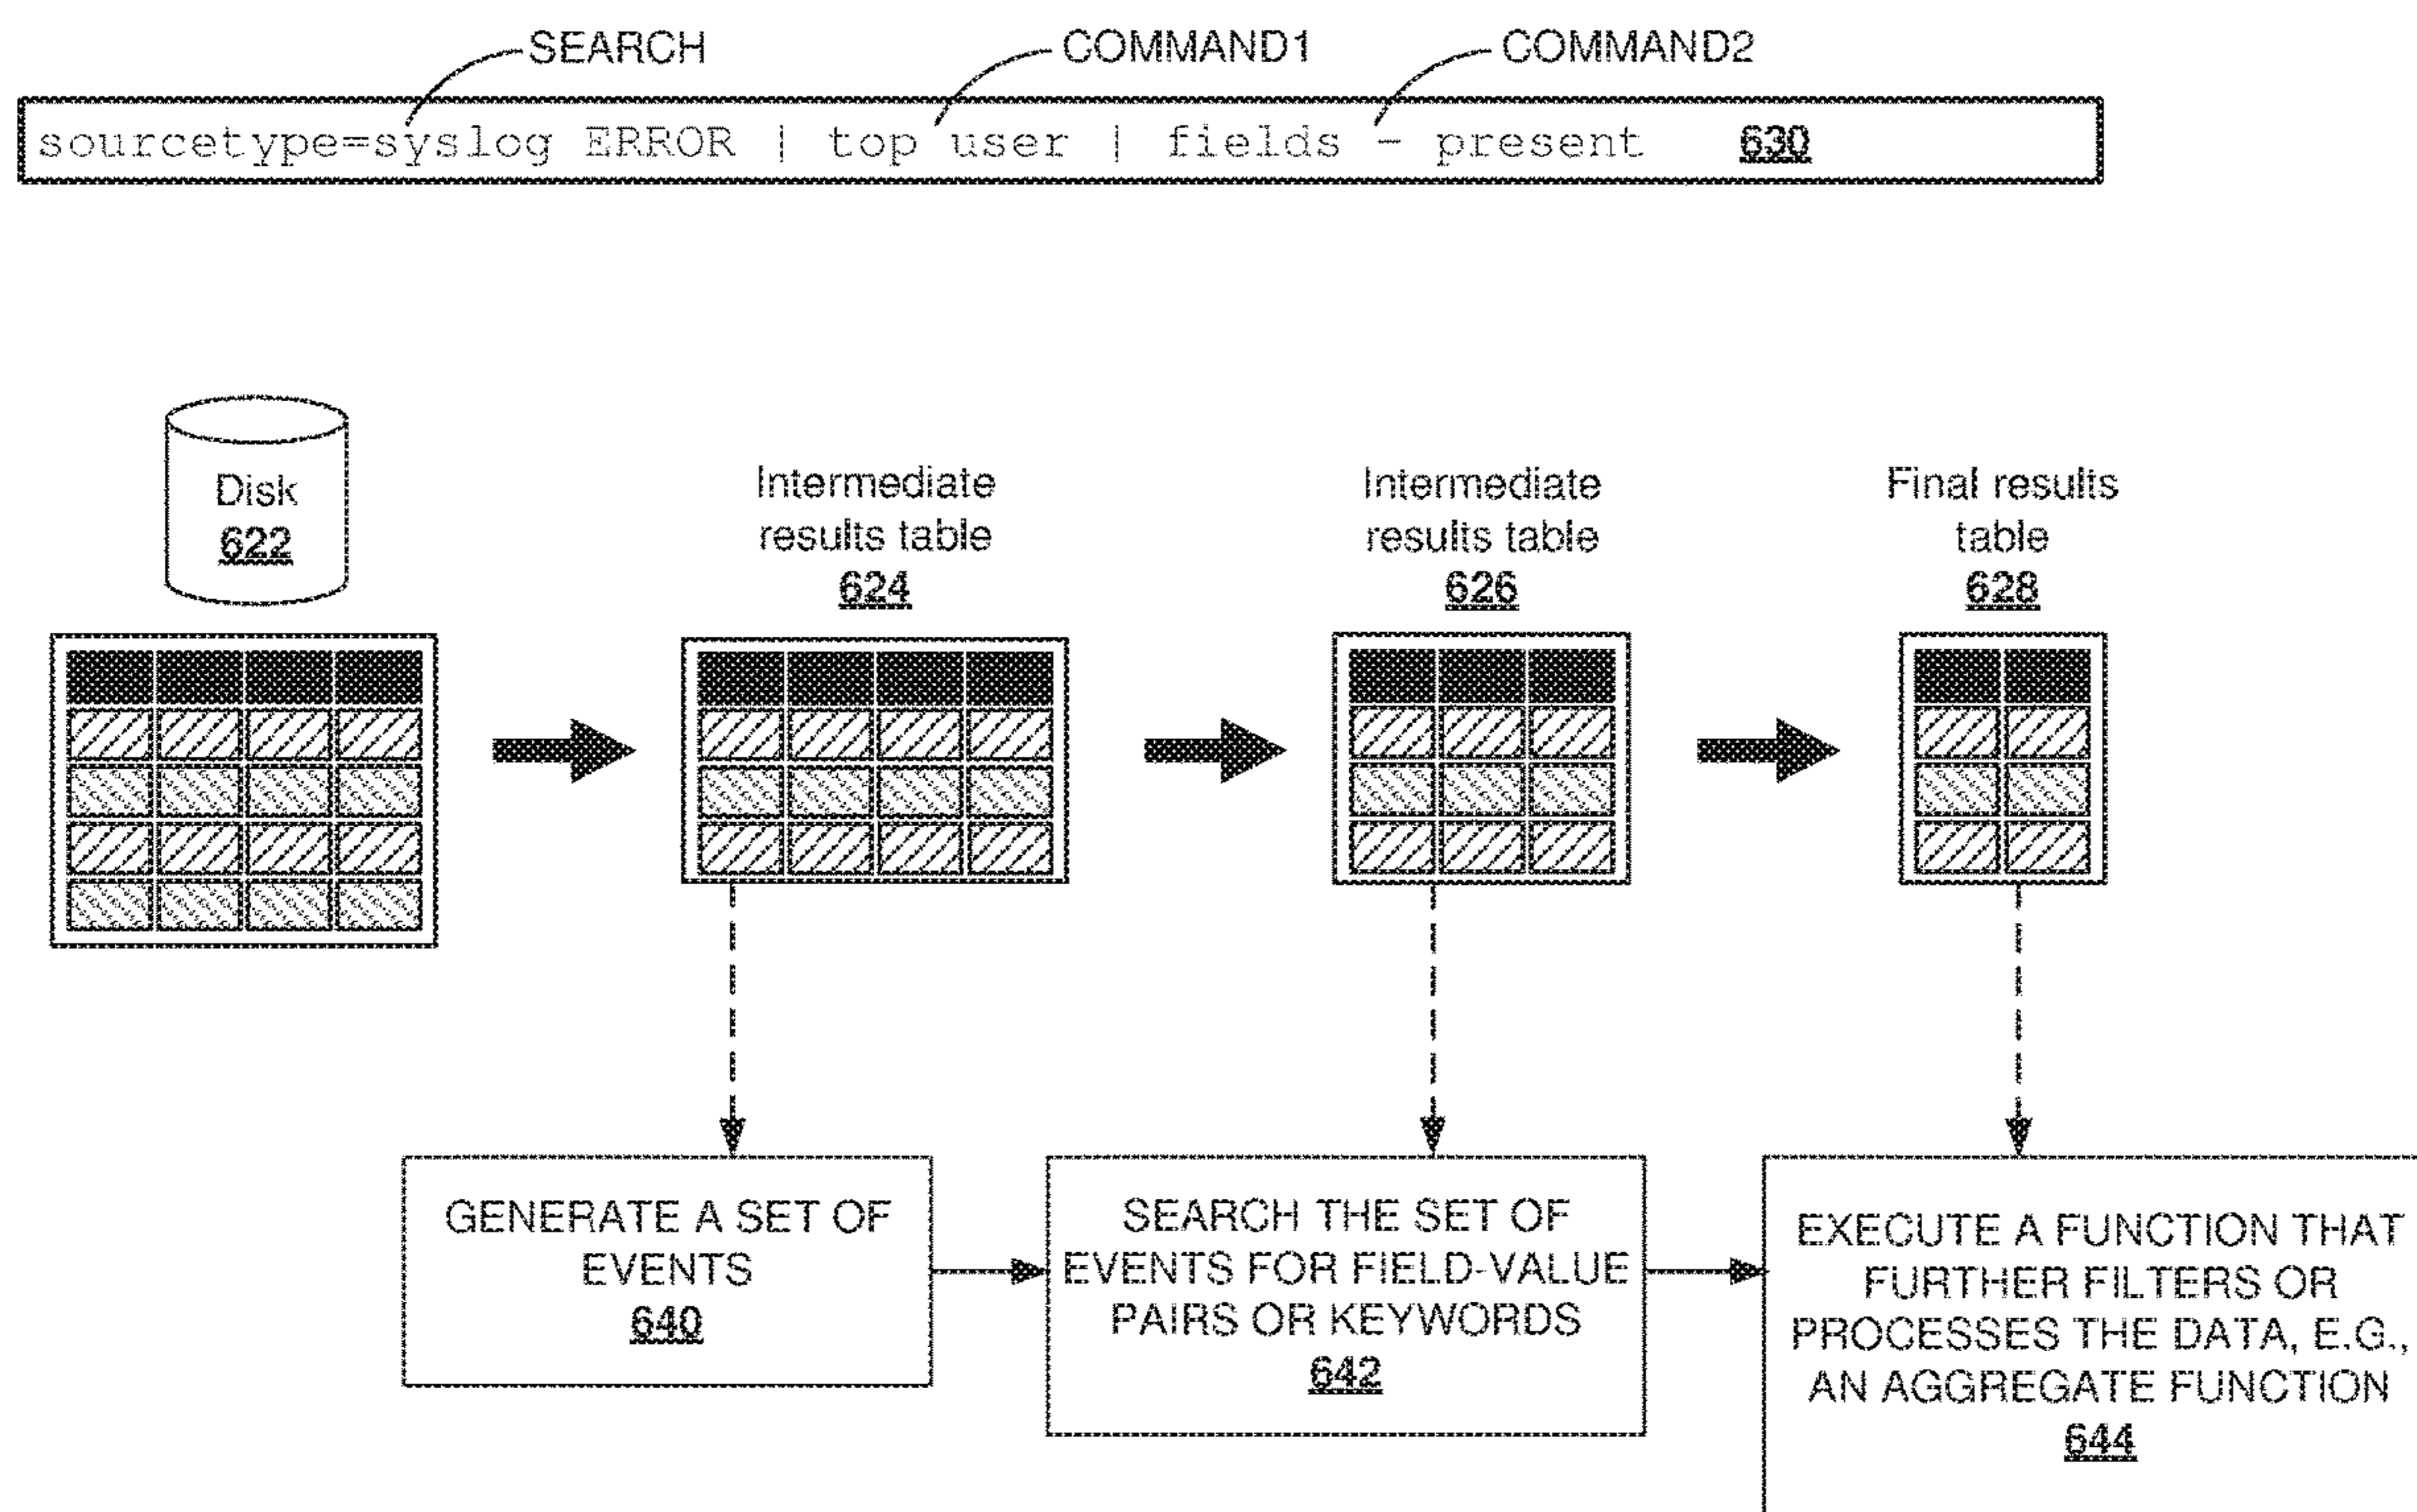 SEARCH COMMAND1 COMMAND2
sourcetype=syslog ERROR | top user | fields - present 630
Disk
622
Intermediate
results table
624
Intermediate
results table
626
Final results
table
628
GENERATE A SET OF
EVENTS
640
SEARCH THE SET OF
EVENTS FOR FIELD-VALUE
PAIRS OR KEYWORDS
642
EXECUTE A FUNCTION THAT
FURTHER FILTERS OR
PROCESSES THE DATA, E.G.,
AN AGGREGATE FUNCTION
644